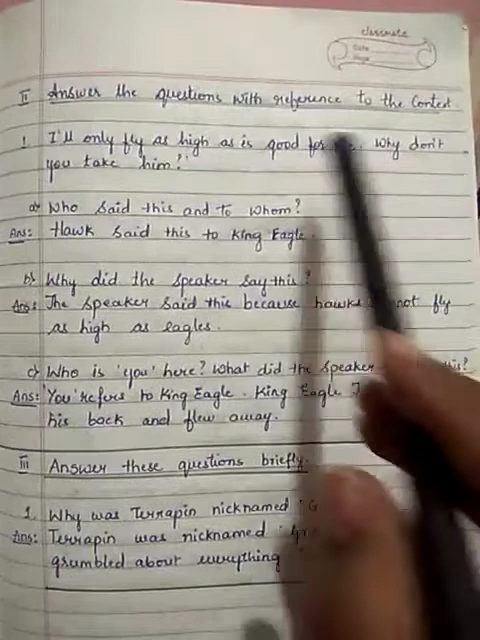 classmate
Date
Page
II Answer the questions with reference to the Context.
1. I'll only fly as high as is good for me. Why don't
you take him?'
a) Who said this and to whom?
Ans: Hawk said this to King Eagle.
b) Why did the speaker say this?
Ans: The speaker said this because hawks not fly
as high as eagles.
c) Who is 'you' here? What did the speaker this?
Ans: 'You' refers to King Eagle. King Eagle
his back and flew away.
III Answer these questions briefly.
1. Why was Terrapin nicknamed 'G
Ans: Terrapin was nicknamed 'Gr
grumbled about everything